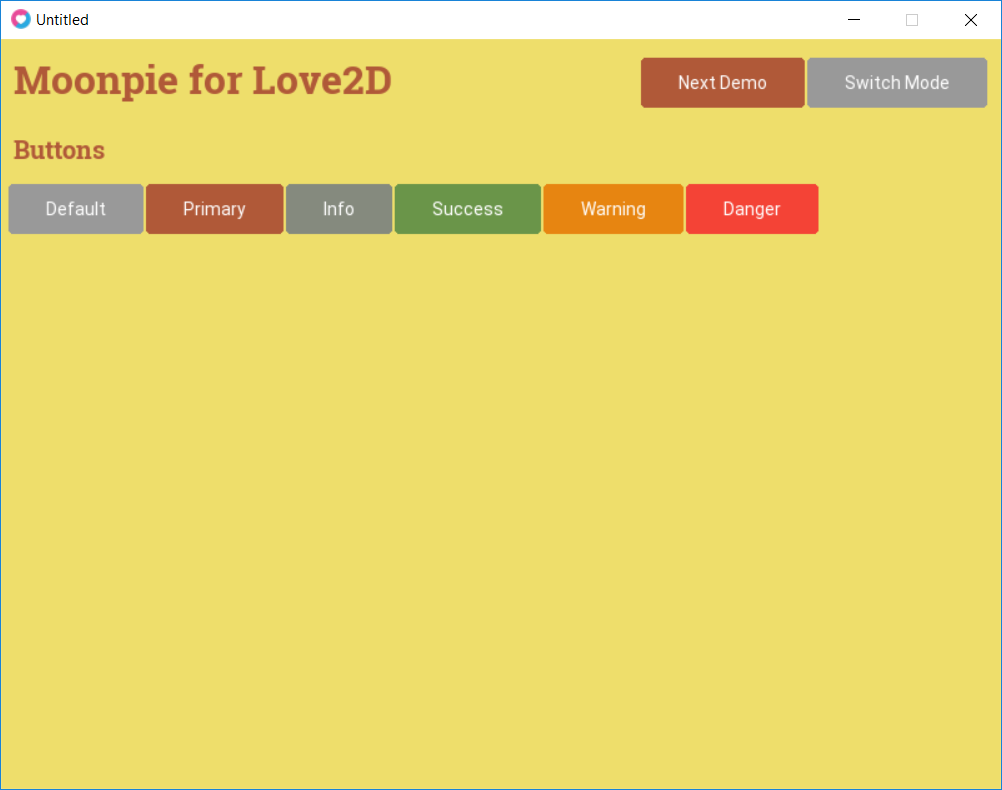 Untitled
Moonpie for Love2D
Next Demo
Switch Mode
Buttons
Default
Primary
Info
Success
Warning
Danger